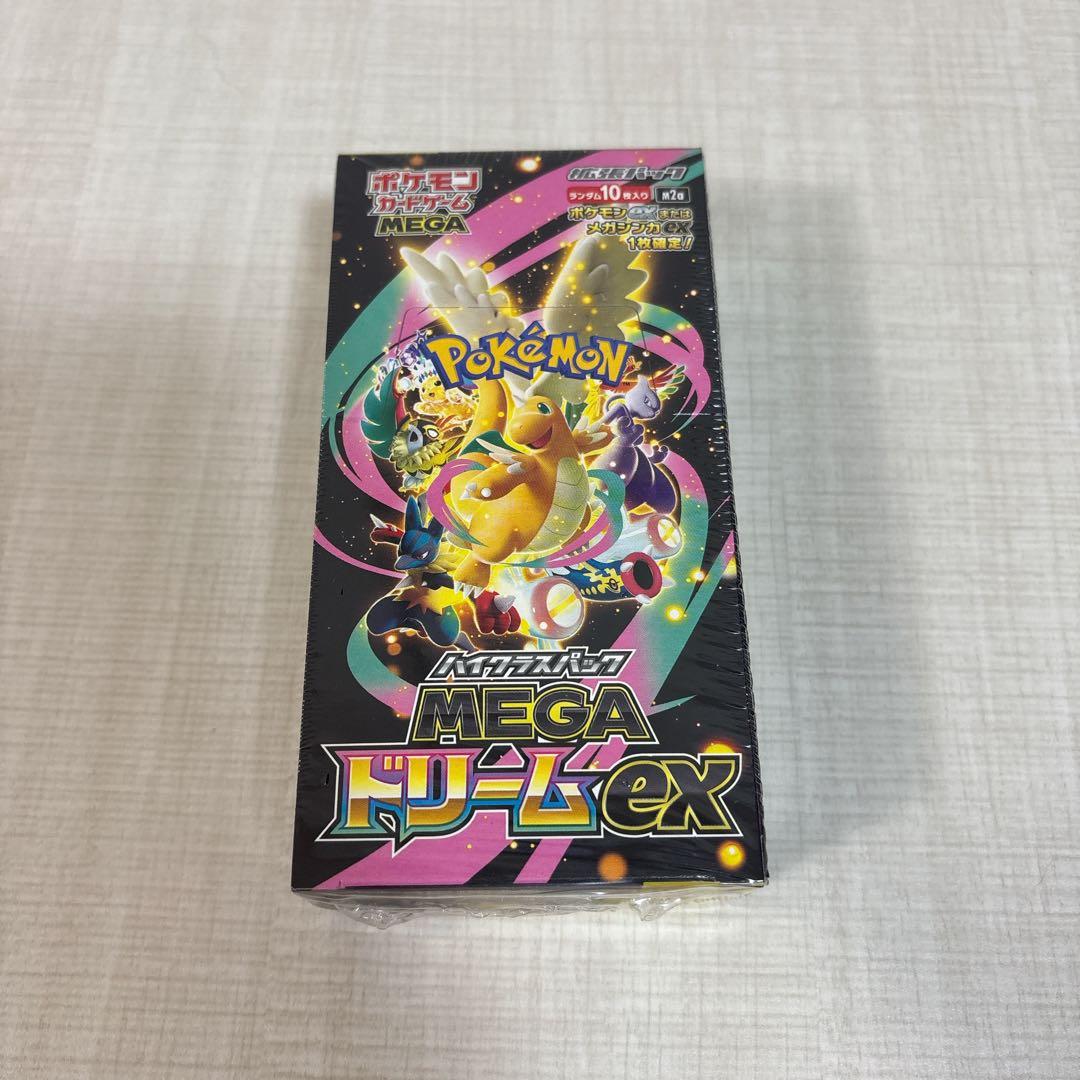 ポケモン
カードゲーム
MEGA
拡張パック
ランダム10枚入り M2a
ポケモンexまたは
メガシンカex
1枚確定!
POKéMON
TM
ハイクラスパック
MEGA
ドリームex